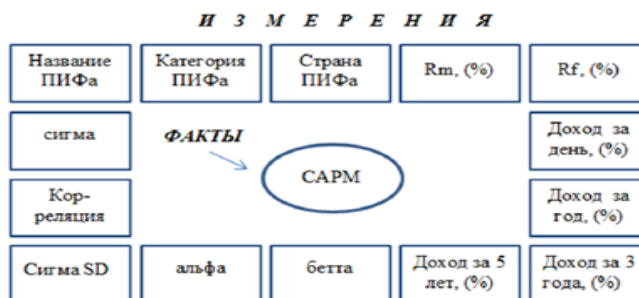 И З М Е Р Е Н И Я
Название
ПИФа
Категория
ПИФа
Страна
ПИФа
Rm, (%)
Rf, (%)
сигма
ФАКТЫ
Доход за
день, (%)
САРМ
Кор-
реляция
Доход за
год, (%)
Сигма SD
альфа
бетта
Доход за 5
лет, (%)
Доход за 3
года, (%)